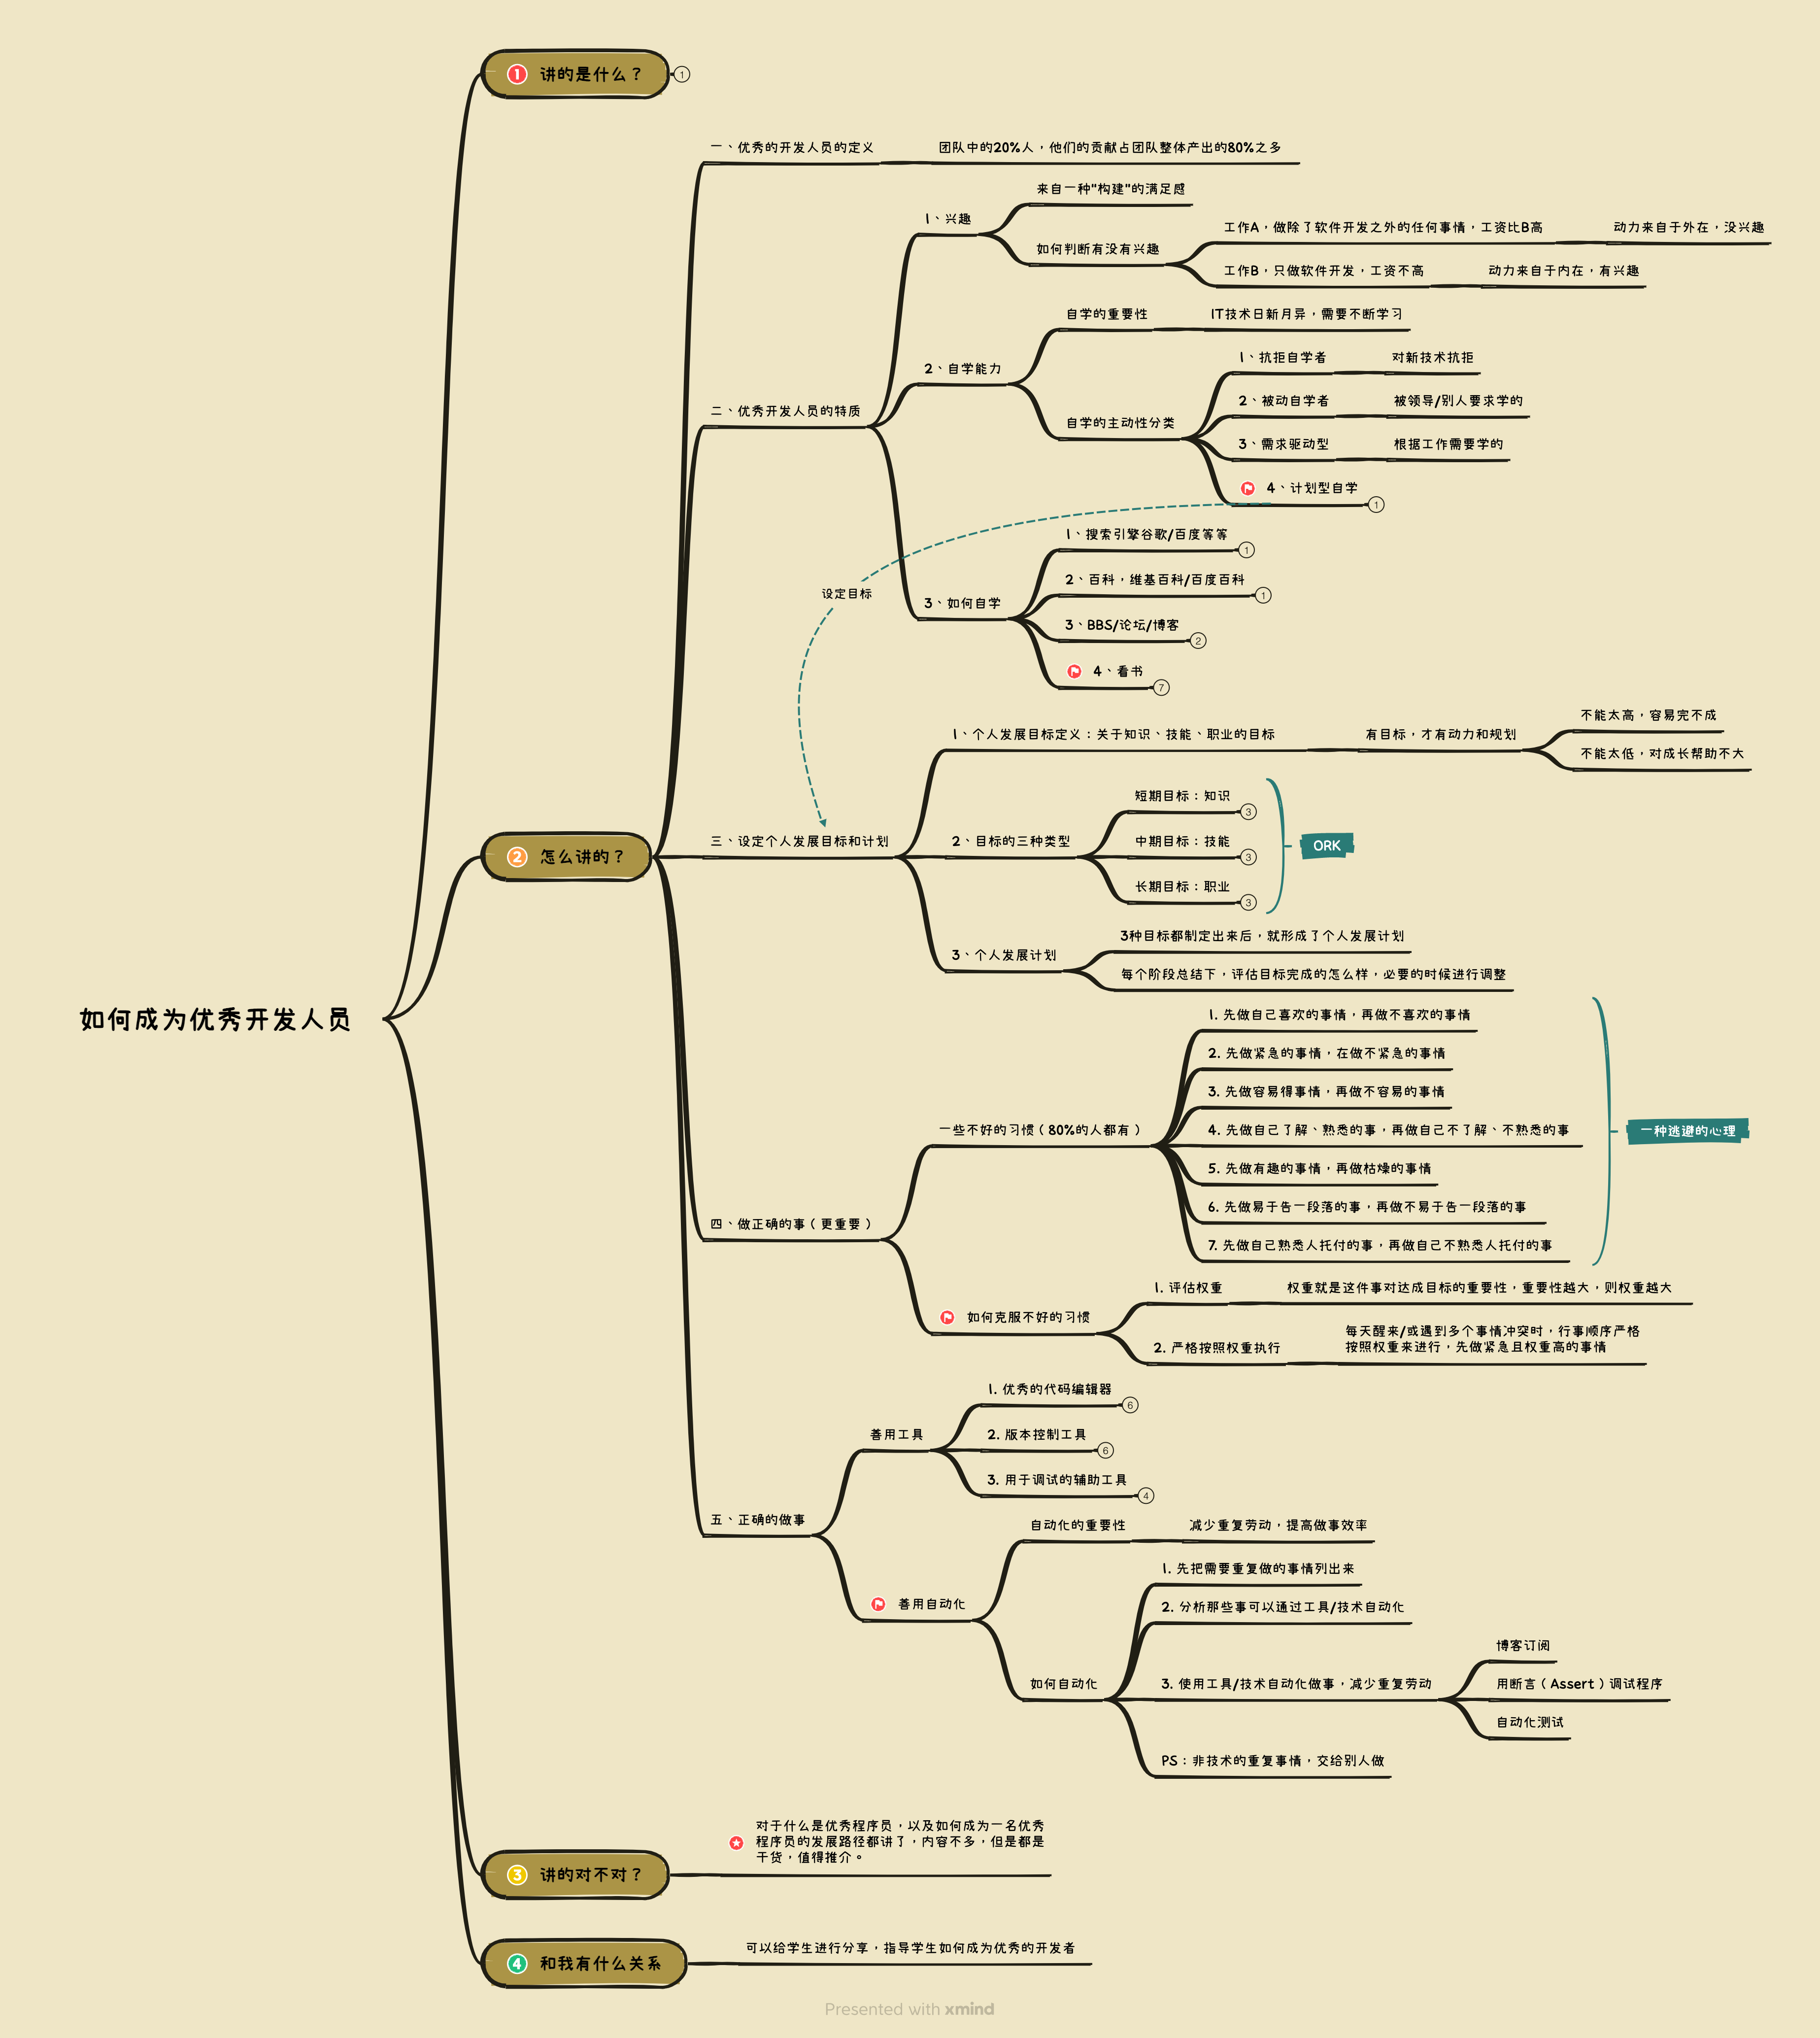 1 讲的是什么？ 1
一、优秀的开发人员的定义
团队中的20%人，他们的贡献占团队整体产出的80%之多
二、优秀开发人员的特质
1、兴趣
来自一种"构建"的满足感
如何判断有没有兴趣
工作A，做除了软件开发之外的任何事情，工资比B高
动力来自于外在，没兴趣
工作B，只做软件开发，工资不高
动力来自于内在，有兴趣
2、自学能力
自学的重要性
IT技术日新月异，需要不断学习
自学的主动性分类
1、抗拒自学者
对新技术抗拒
2、被动自学者
被领导/别人要求学的
3、需求驱动型
根据工作需要学的
4、计划型自学 1
设定目标
3、如何自学
1、搜索引擎谷歌/百度等等 1
2、百科，维基百科/百度百科 1
3、BBS/论坛/博客 2
4、看书 7
2 怎么讲的？
三、设定个人发展目标和计划
1、个人发展目标定义：关于知识、技能、职业的目标
有目标，才有动力和规划
不能太高，容易完不成
不能太低，对成长帮助不大
2、目标的三种类型
短期目标：知识 3
中期目标：技能 3
长期目标：职业 3
ORK
3、个人发展计划
3种目标都制定出来后，就形成了个人发展计划
每个阶段总结下，评估目标完成的怎么样，必要的时候进行调整
如何成为优秀开发人员
四、做正确的事（更重要）
一些不好的习惯（80%的人都有）
1. 先做自己喜欢的事情，再做不喜欢的事情
2. 先做紧急的事情，在做不紧急的事情
3. 先做容易得事情，再做不容易的事情
4. 先做自己了解、熟悉的事，再做自己不了解、不熟悉的事
5. 先做有趣的事情，再做枯燥的事情
6. 先做易于告一段落的事，再做不易于告一段落的事
7. 先做自己熟悉人托付的事，再做自己不熟悉人托付的事
一种逃避的心理
如何克服不好的习惯
1. 评估权重
权重就是这件事对达成目标的重要性，重要性越大，则权重越大
2. 严格按照权重执行
每天醒来/或遇到多个事情冲突时，行事顺序严格
按照权重来进行，先做紧急且权重高的事情
五、正确的做事
善用工具
1. 优秀的代码编辑器 6
2. 版本控制工具 6
3. 用于调试的辅助工具 4
善用自动化
自动化的重要性
减少重复劳动，提高做事效率
如何自动化
1. 先把需要重复做的事情列出来
2. 分析那些事可以通过工具/技术自动化
3. 使用工具/技术自动化做事，减少重复劳动
博客订阅
用断言（Assert）调试程序
自动化测试
PS：非技术的重复事情，交给别人做
3 讲的对不对？
对于什么是优秀程序员，以及如何成为一名优秀
程序员的发展路径都讲了，内容不多，但是都是
干货，值得推介。
4 和我有什么关系
可以给学生进行分享，指导学生如何成为优秀的开发者
Presented with xmind